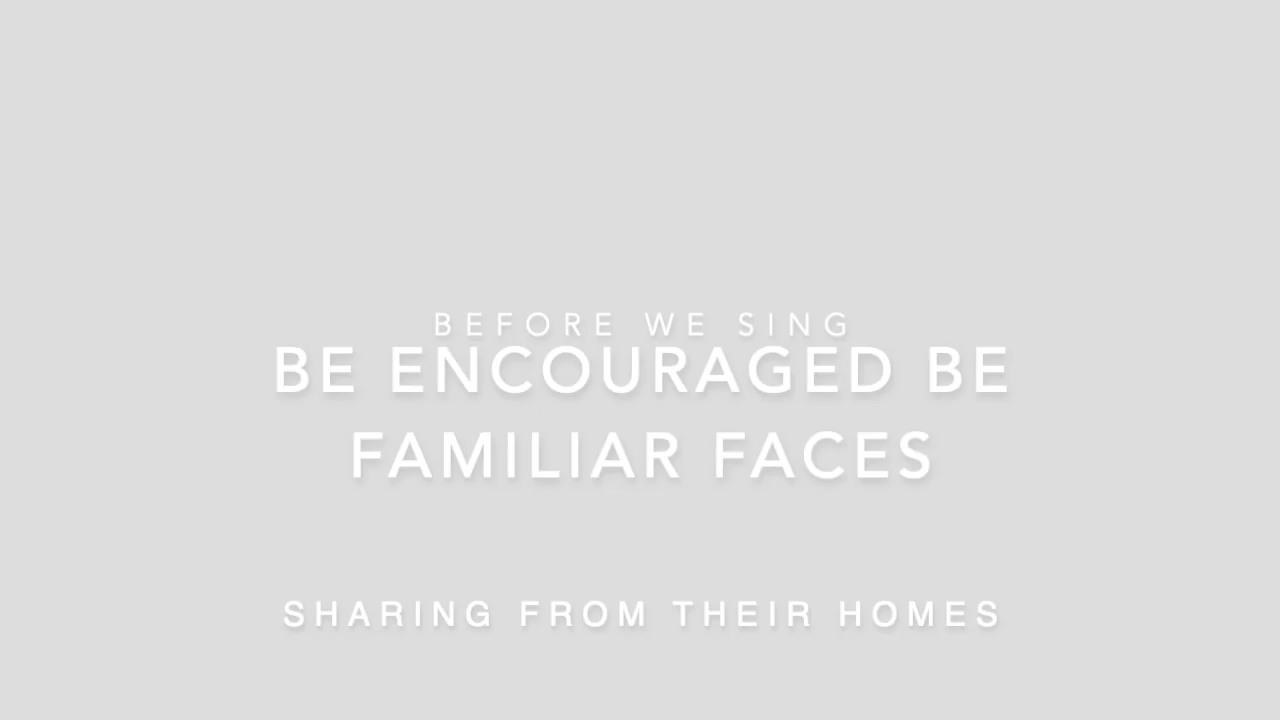 BEFORE WE SING
BE ENCOURAGED BE
FAMILIAR FACES
SHARING FROM THEIR HOMES